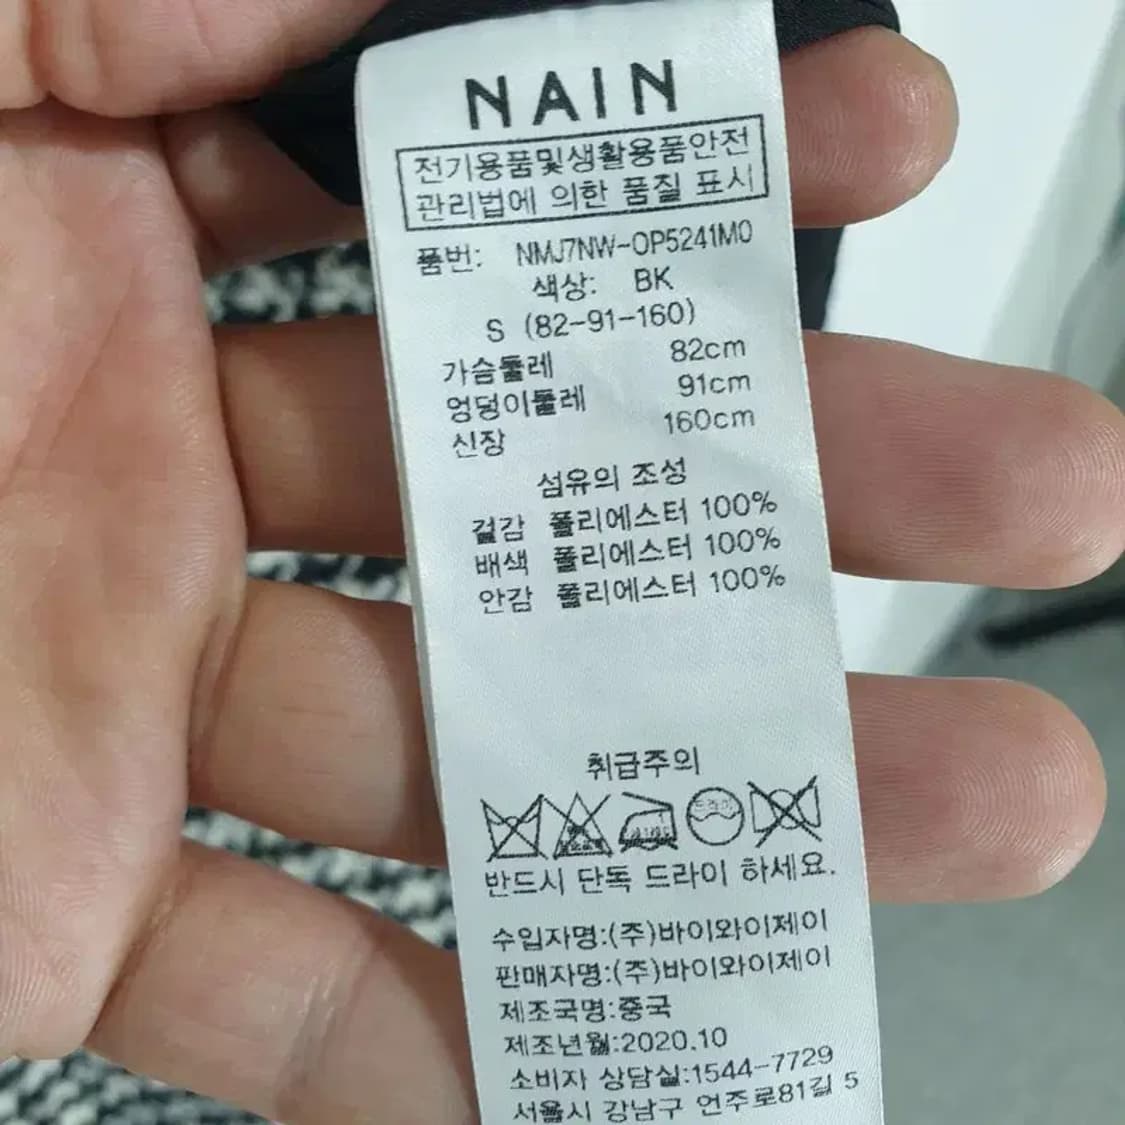 NAIN
전기용품및생활용품안전
관리법에 의한 품질 표시
품번: NMJ7NW-OP5241M0
색상: BK
S (82-91-160)
가슴둘레 82cm
엉덩이둘레 91cm
신장 160cm
섬유의 조성
겉감 폴리에스터 100%
배색 폴리에스터 100%
안감 폴리에스터 100%
취급주의
드라이
반드시 단독 드라이 하세요.
수입자명:(주)바이와이제이
판매자명:(주)바이와이제이
제조국명:중국
제조년월:2020.10
소비자 상담실:1544-7729
서울시 강남구 언주로81길 5